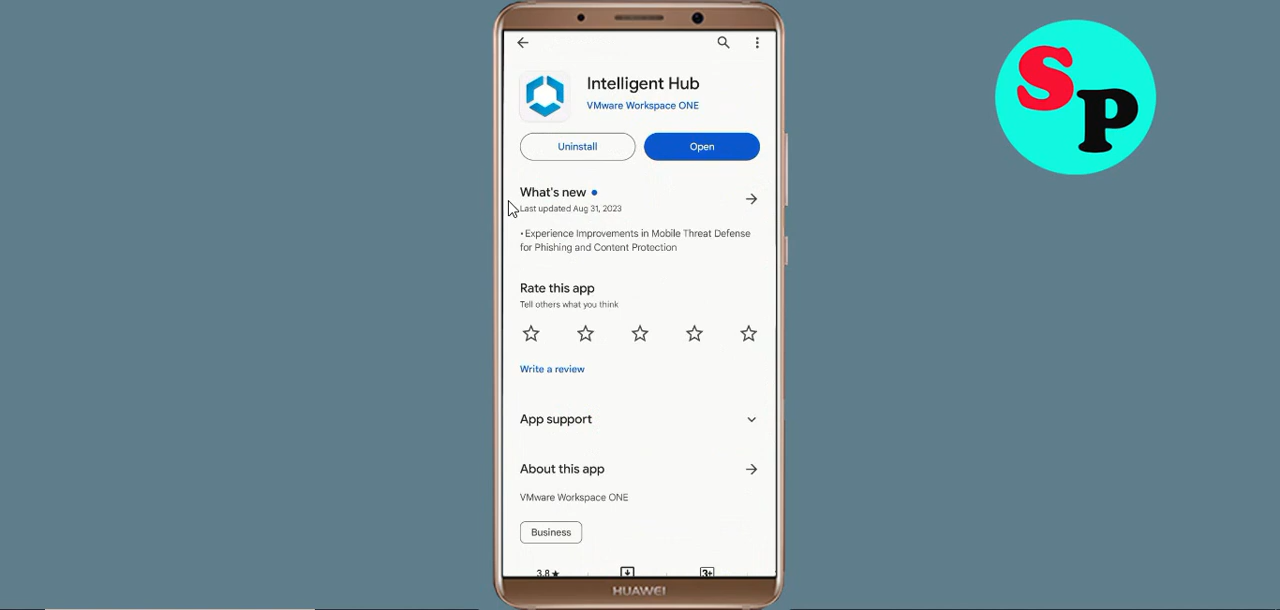 Intelligent Hub
VMware Workspace ONE
Uninstall
Open
What's new
Last updated Aug 31, 2023
• Experience Improvements in Mobile Threat Defense
for Phishing and Content Protection
Rate this app
Tell others what you think
Write a review
App support
About this app
VMware Workspace ONE
Business
3.8★
3+
HUAWEI
SP